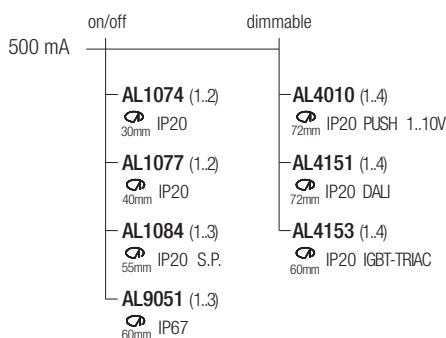 on/off
dimmable
500 mA
AL1074 (1..2)
30mm IP20
AL1077 (1..2)
40mm IP20
AL1084 (1..3)
55mm IP20 S.P.
AL9051 (1..3)
60mm IP67
AL4010 (1..4)
72mm IP20 PUSH 1..10V
AL4151 (1..4)
72mm IP20 DALI
AL4153 (1..4)
60mm IP20 IGBT-TRIAC